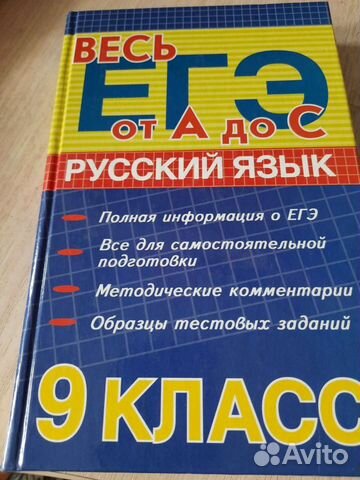 ВЕСЬ
ЕГЭ
от А до С
РУССКИЙ ЯЗЫК
Полная информация о ЕГЭ
Все для самостоятельной
подготовки
Методические комментарии
Образцы тестовых заданий
9 КЛАСС
Avito